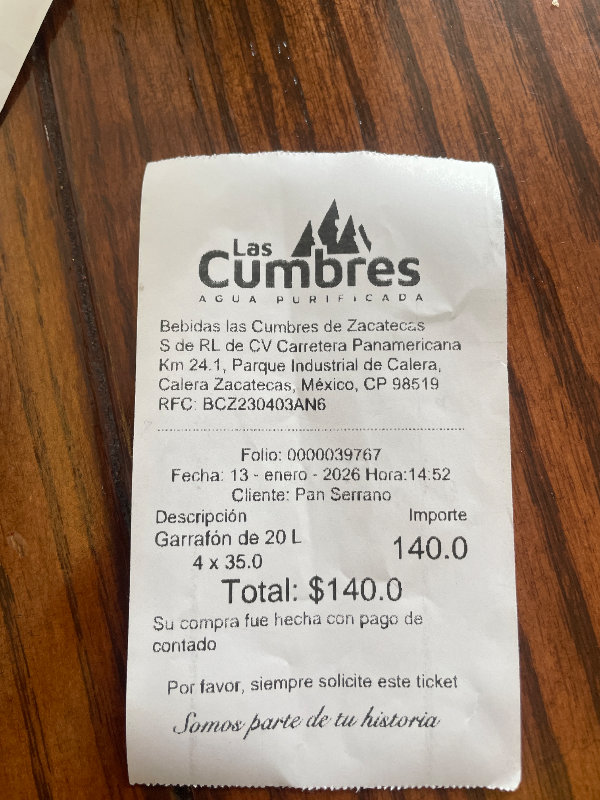 Las
Cumbres
AGUA PURIFICADA
Bebidas las Cumbres de Zacatecas
S de RL de CV Carretera Panamericana
Km 24.1, Parque Industrial de Calera,
Calera Zacatecas, México, CP 98519
RFC: BCZ230403AN6
Folio: 0000039767
Fecha: 13 - enero - 2026 Hora:14:52
Cliente: Pan Serrano
Descripción Importe
Garrafón de 20 L
4 x 35.0 140.0
Total: $140.0
Su compra fue hecha con pago de
contado
Por favor, siempre solicite este ticket
Somos parte de tu historia